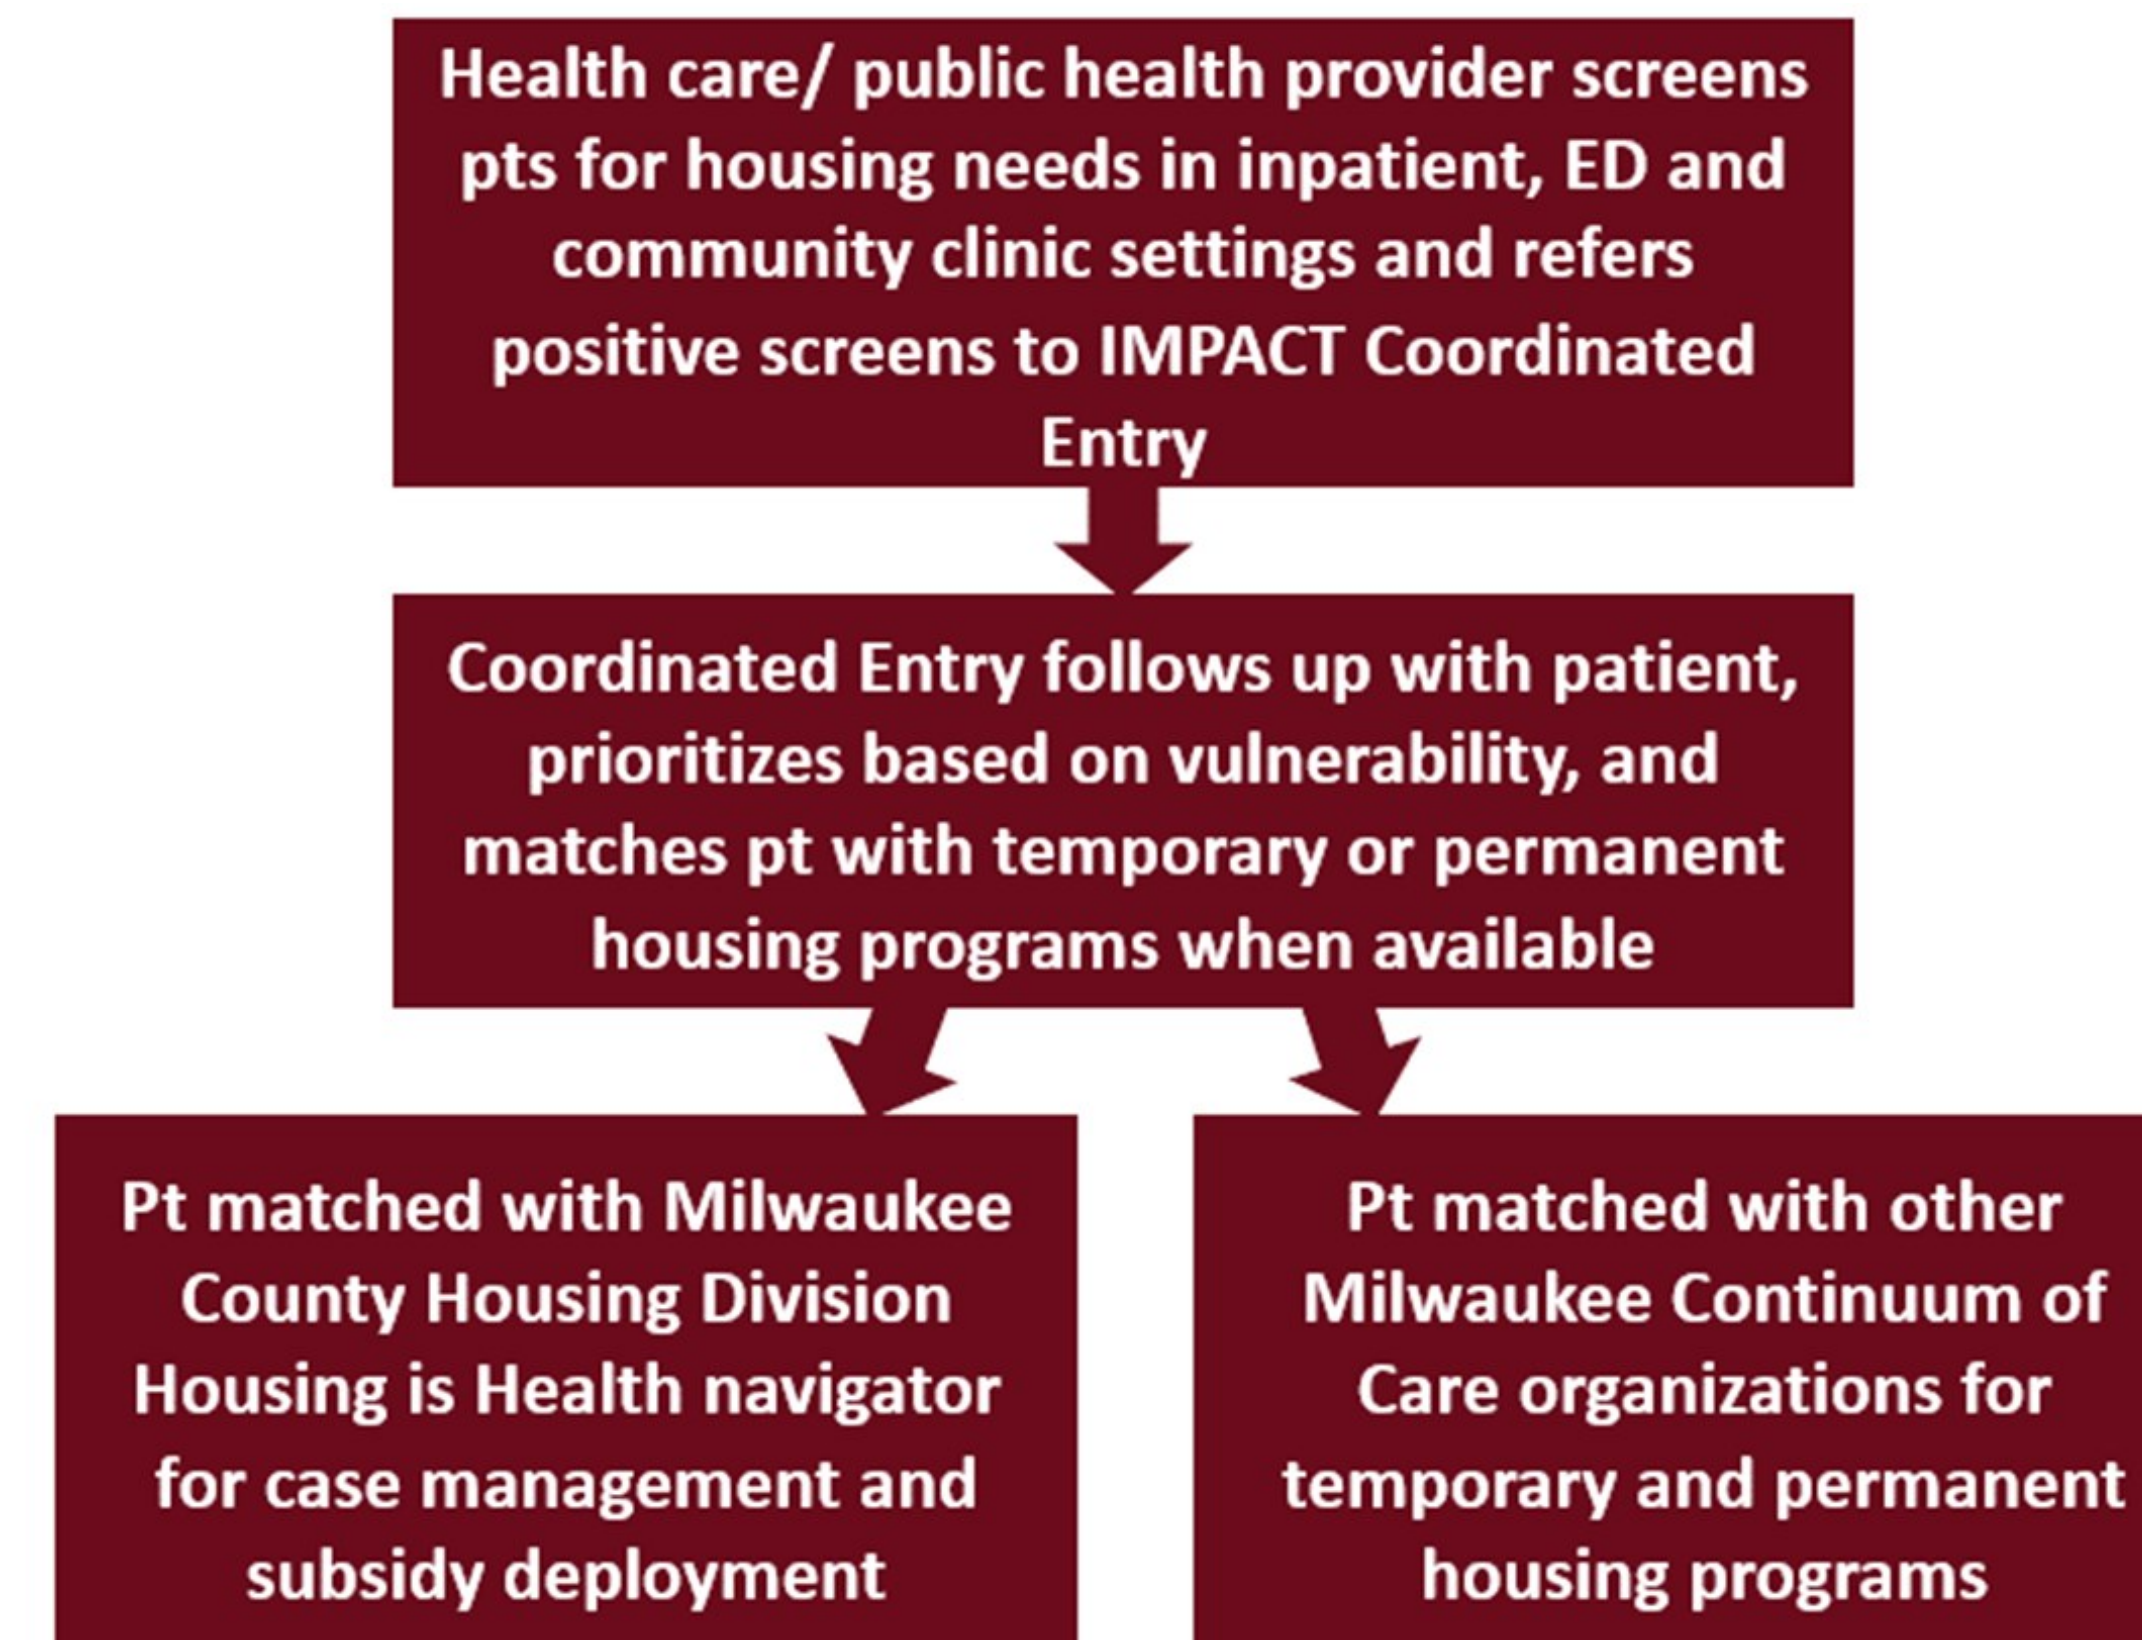 Health care/ public health provider screens
pts for housing needs in inpatient, ED and
community clinic settings and refers
positive screens to IMPACT Coordinated
Entry
Coordinated Entry follows up with patient,
prioritizes based on vulnerability, and
matches pt with temporary or permanent
housing programs when available
Pt matched with Milwaukee
County Housing Division
Housing is Health navigator
for case management and
subsidy deployment
Pt matched with other
Milwaukee Continuum of
Care organizations for
temporary and permanent
housing programs